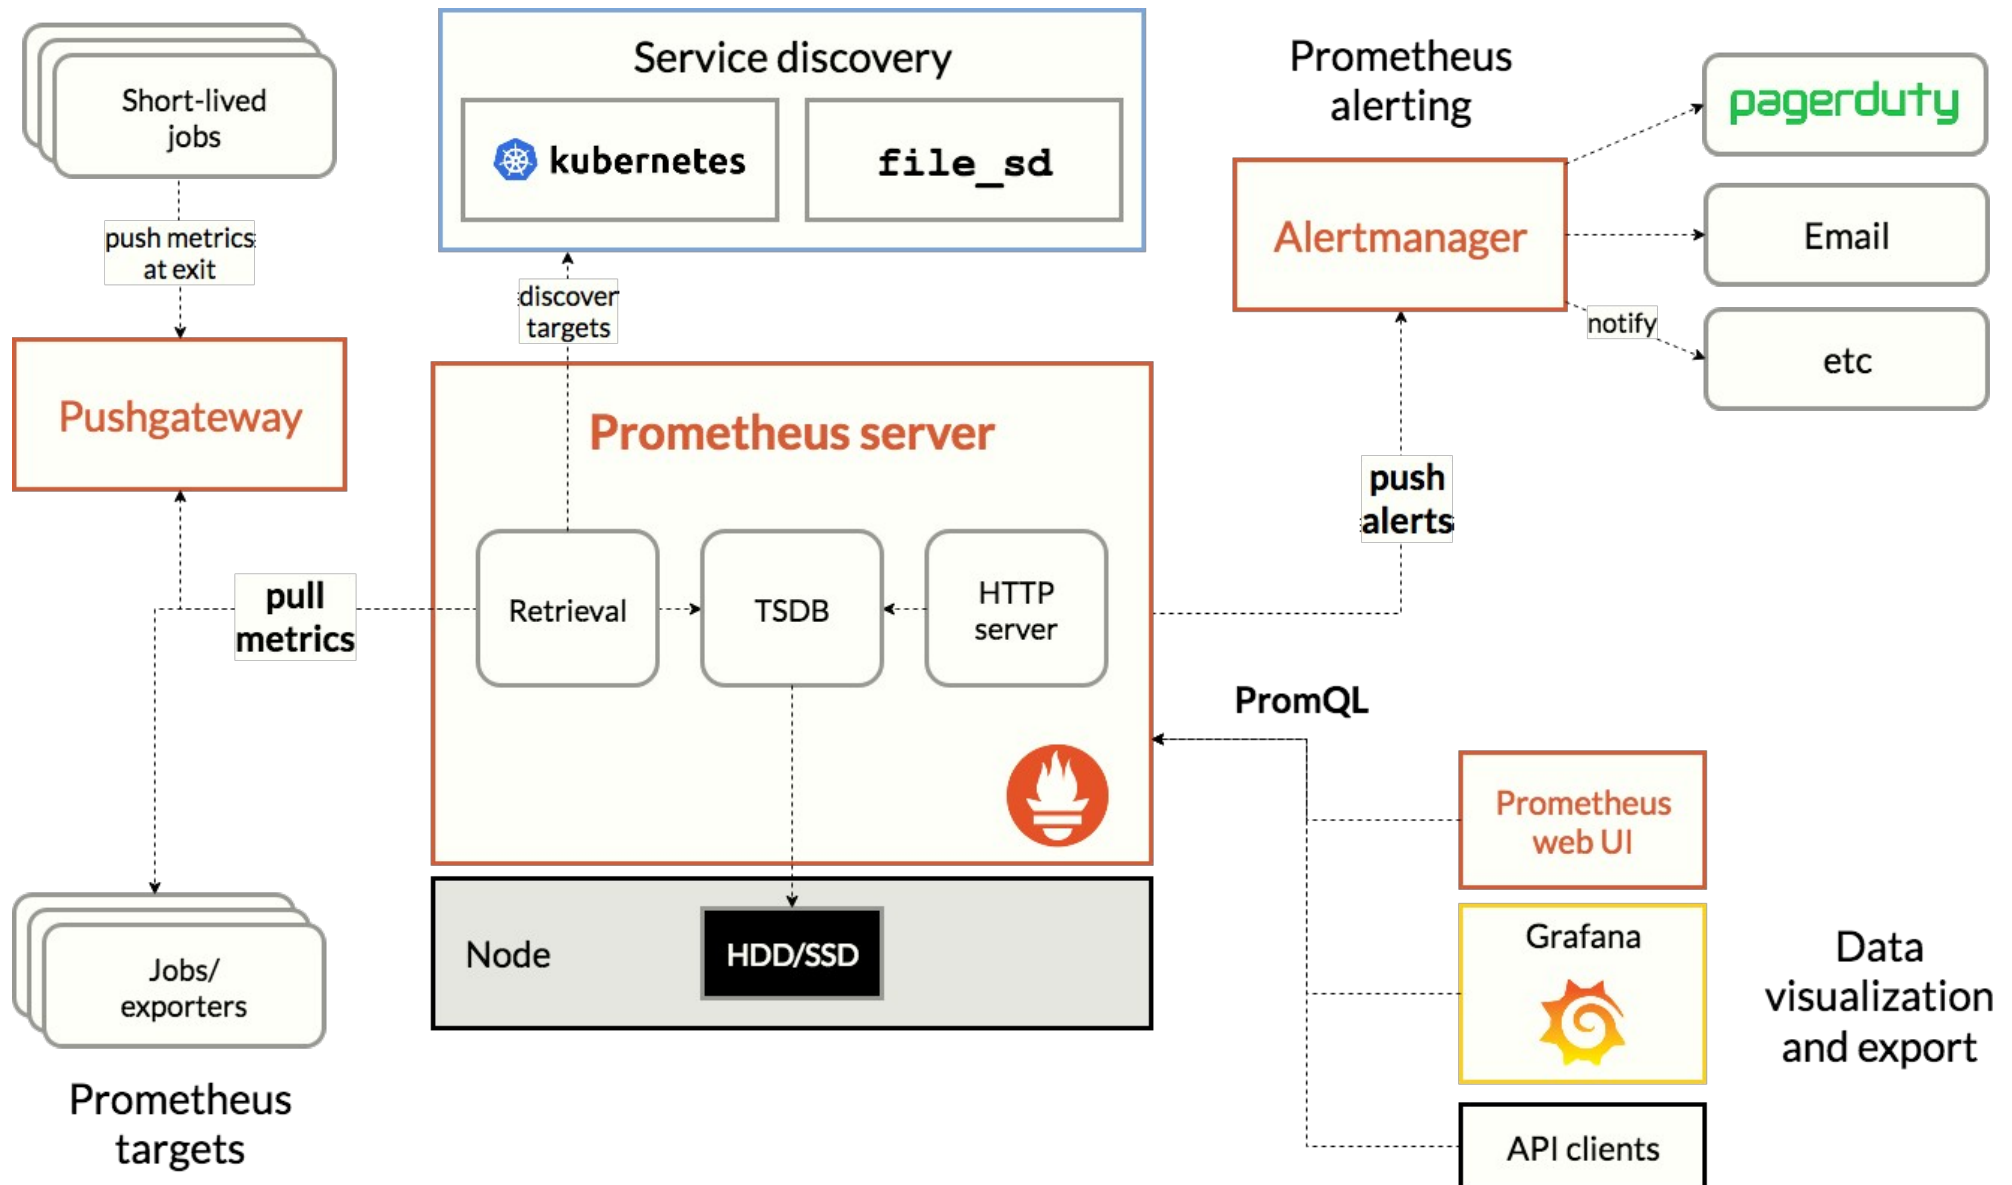 Short-lived
jobs
push metrics
at exit
Pushgateway
pull
metrics
Jobs/
exporters
Prometheus
targets
Service discovery
kubernetes
file_sd
discover
targets
Prometheus server
Retrieval
TSDB
HTTP
server
Node
HDD/SSD
Prometheus
alerting
Alertmanager
pagerduty
Email
notify
etc
push
alerts
PromQL
Prometheus
web UI
Grafana
API clients
Data
visualization
and export